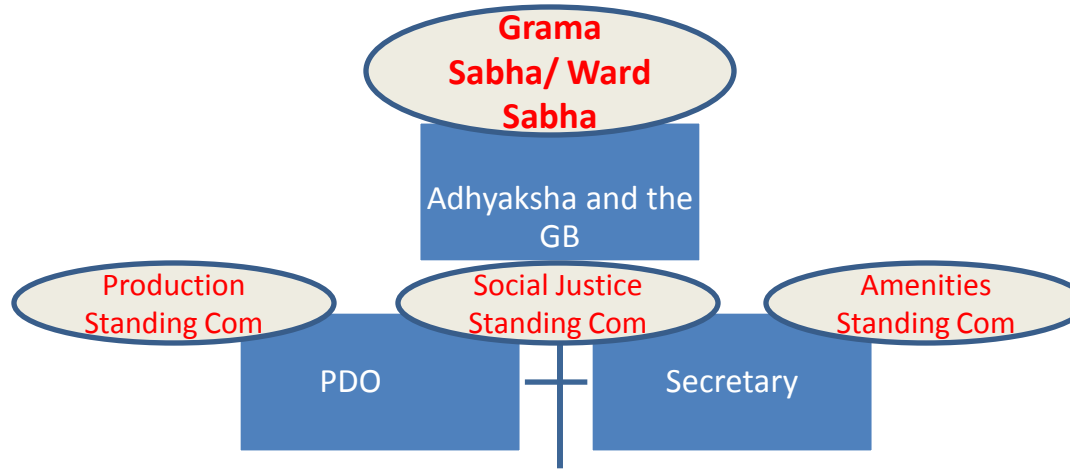 Grama
Sabha/ Ward
Sabha
Adhyaksha and the
GB
Production
Standing Com
Social Justice
Standing Com
Amenities
Standing Com
PDO
Secretary